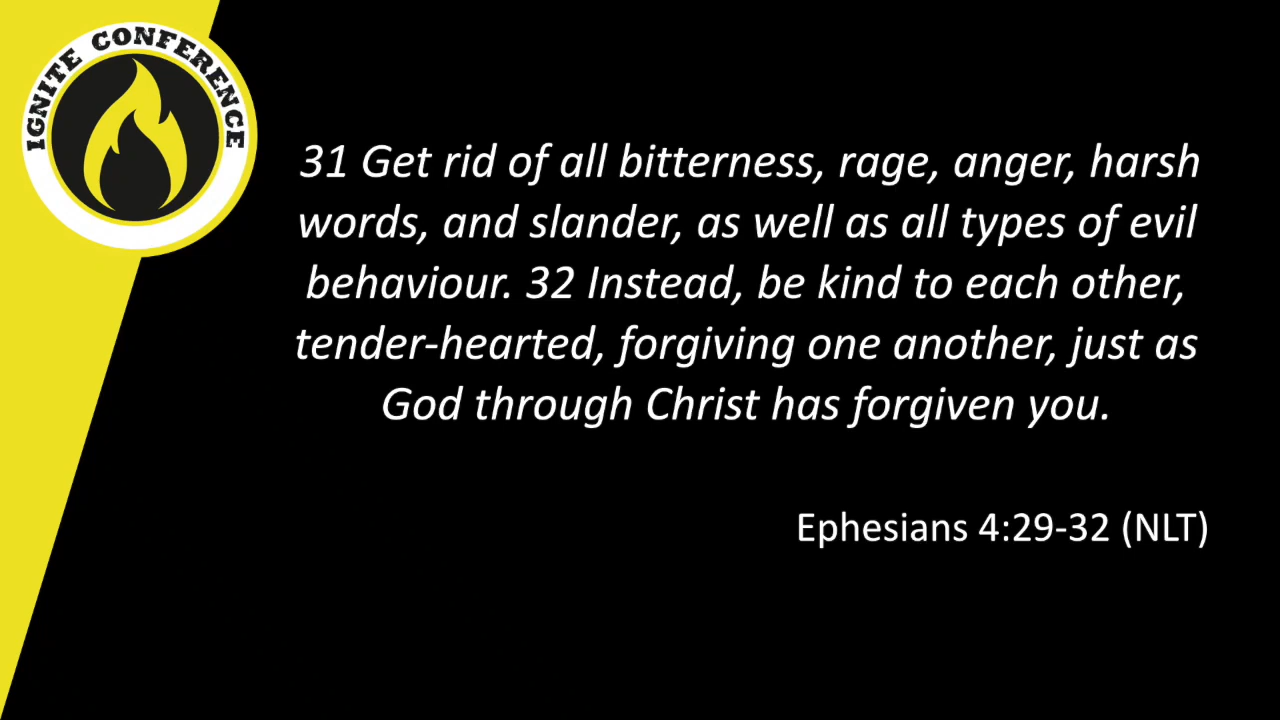 IGNITE CONFERENCE
31 Get rid of all bitterness, rage, anger, harsh
words, and slander, as well as all types of evil
behaviour. 32 Instead, be kind to each other,
tender-hearted, forgiving one another, just as
God through Christ has forgiven you.
Ephesians 4:29-32 (NLT)